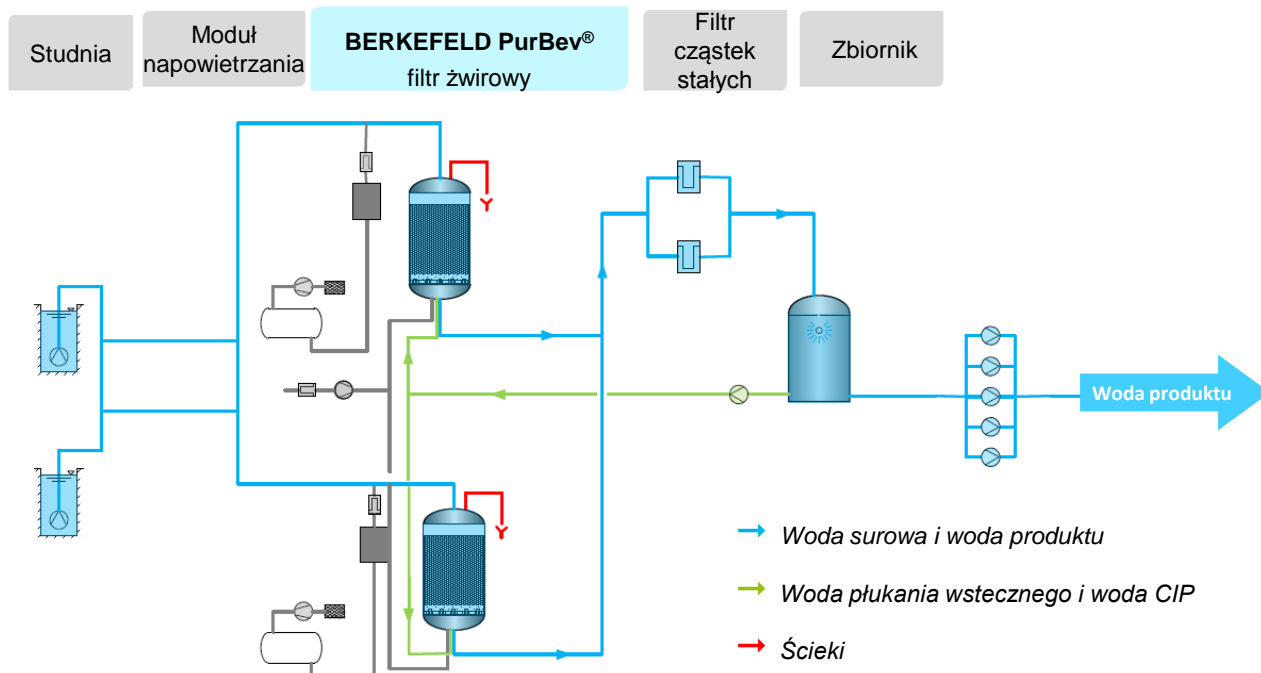 Studnia
Moduł
napowietrzania
BERKEFELD PurBev®
filtr żwirowy
Filtr
cząstek
stałych
Zbiornik
Woda produktu
Woda surowa i woda produktu
Woda płukania wstecznego i woda CIP
Ścieki